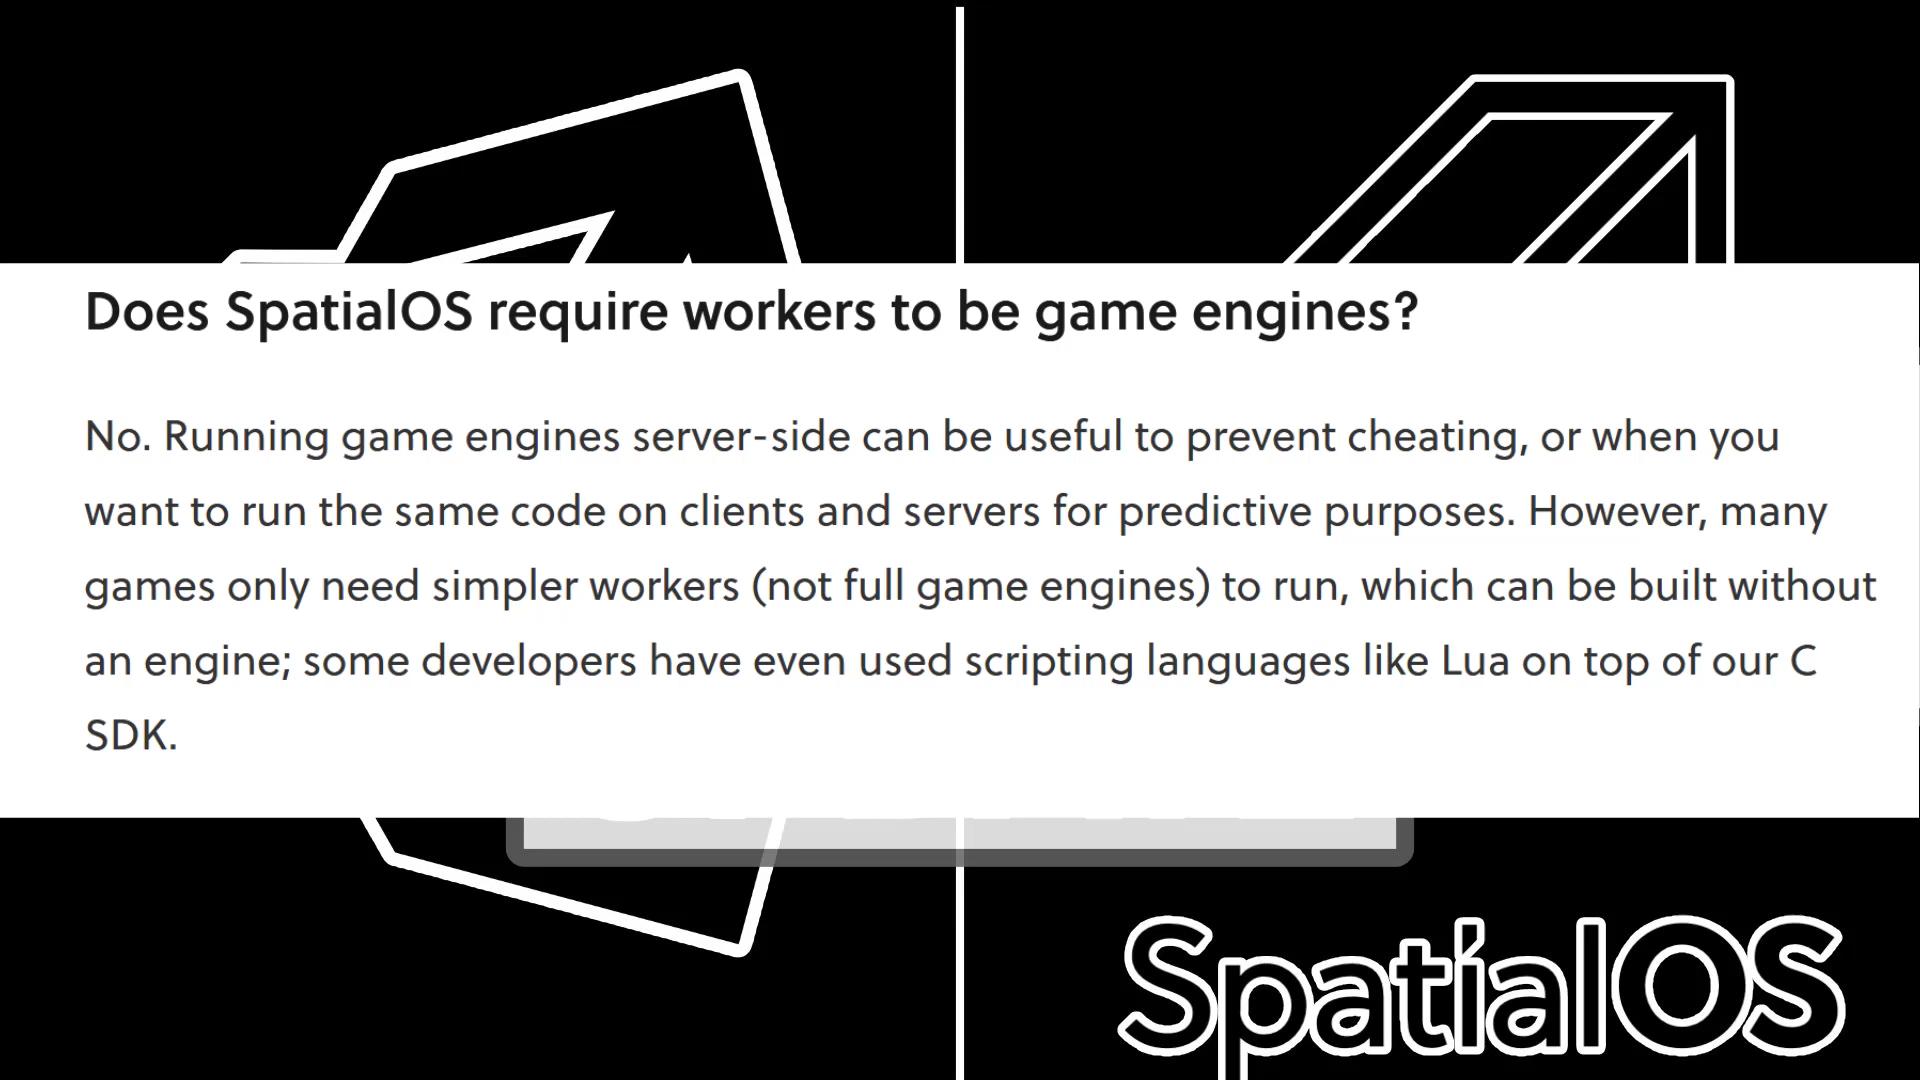 Does SpatialOS require workers to be game engines?
No. Running game engines server-side can be useful to prevent cheating, or when you
want to run the same code on clients and servers for predictive purposes. However, many
games only need simpler workers (not full game engines) to run, which can be built without
an engine; some developers have even used scripting languages like Lua on top of our C
SDK.
SpatialOS